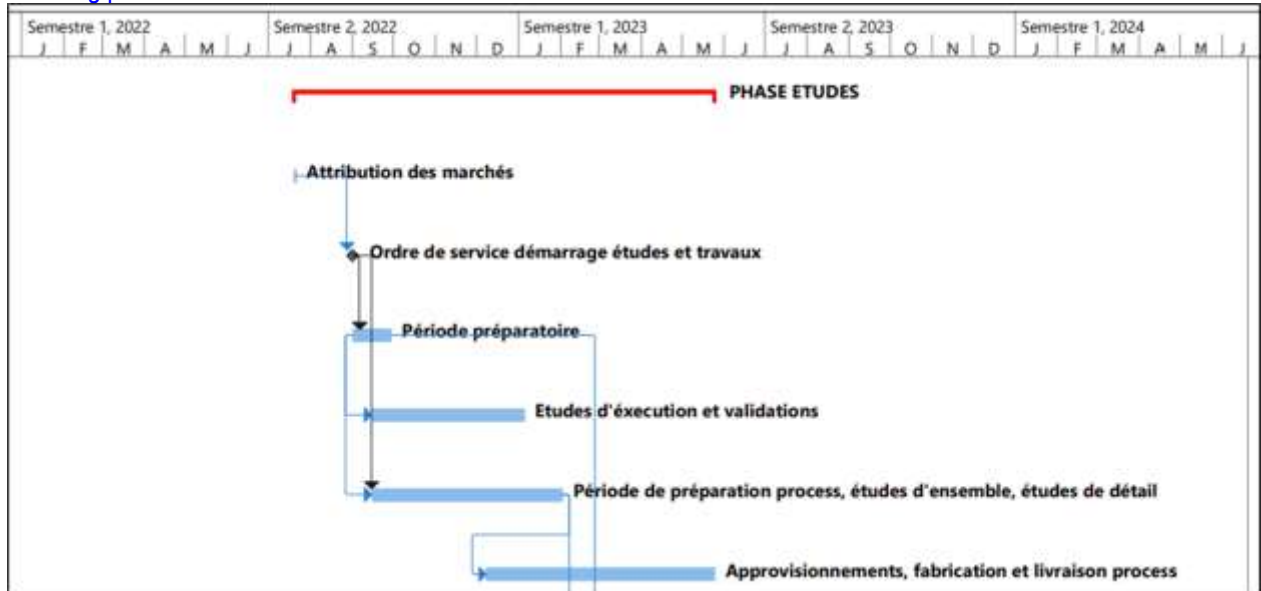 Semestre 1, 2022 Semestre 2, 2022 Semestre 1, 2023 Semestre 2, 2023 Semestre 1, 2024
J F M A M J J A S O N D J F M A M J J A S O N D J F M A M J
PHASE ETUDES
Attribution des marchés
Ordre de service démarrage études et travaux
Période préparatoire
Etudes d'éxecution et validations
Période de préparation process, études d'ensemble, études de détail
Approvisionnements, fabrication et livraison process